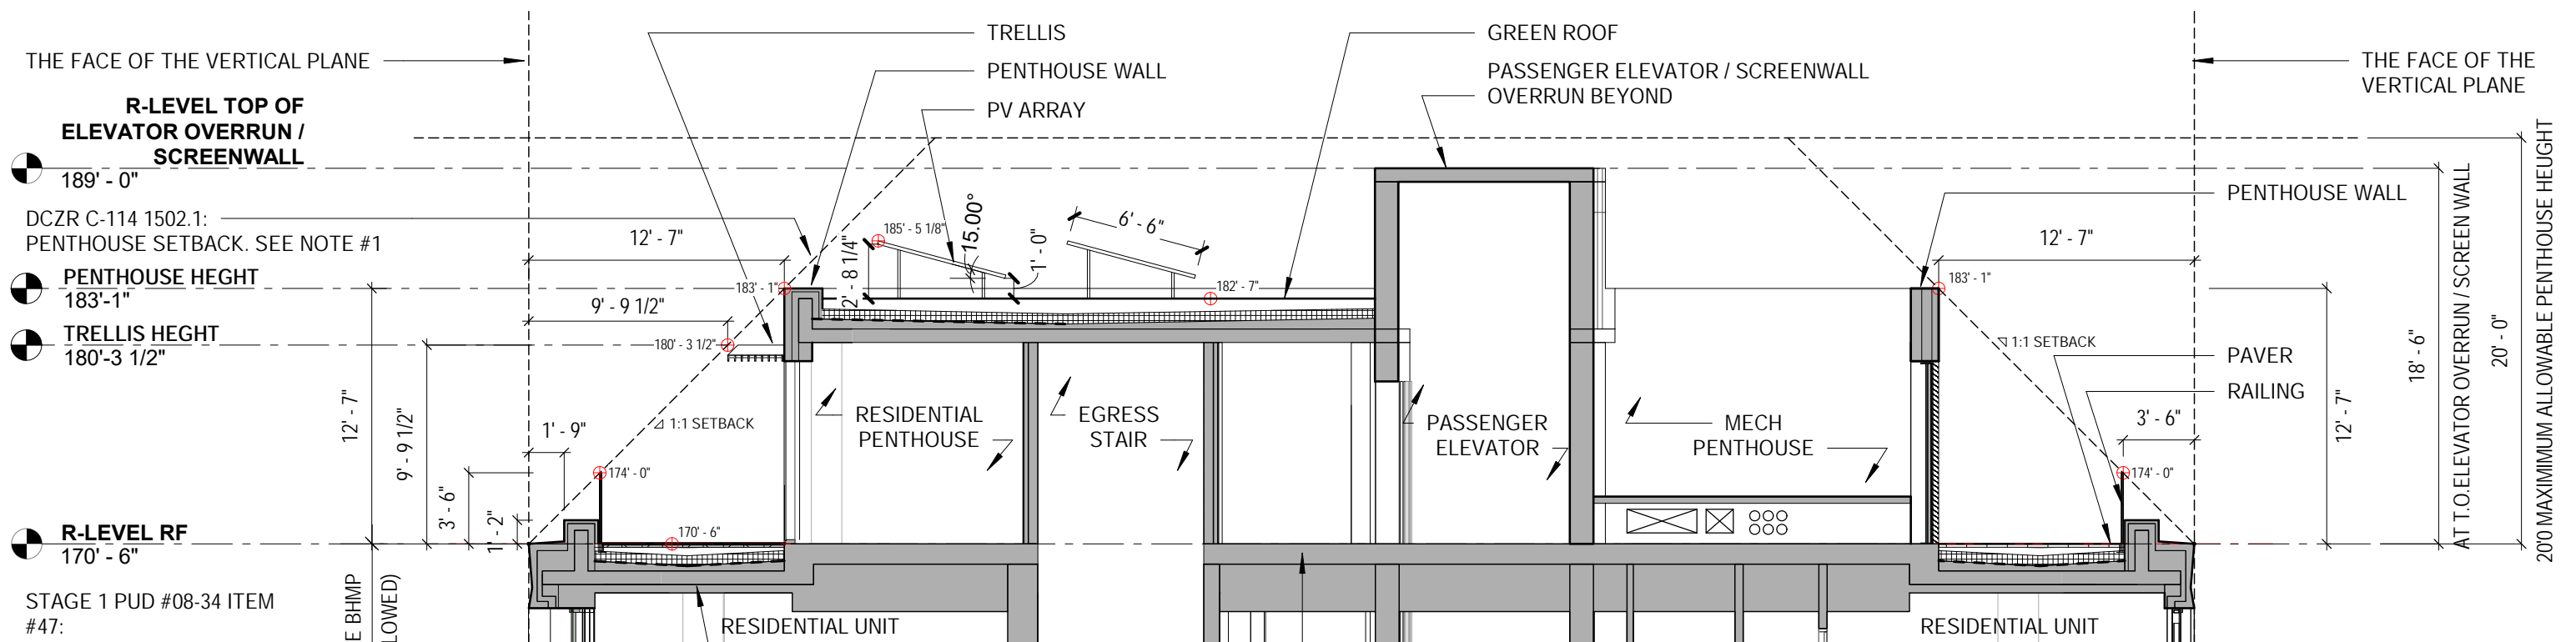 THE FACE OF THE VERTICAL PLANE
TRELLIS
PENTHOUSE WALL
PV ARRAY
GREEN ROOF
PASSENGER ELEVATOR / SCREENWALL
OVERRUN BEYOND
THE FACE OF THE
VERTICAL PLANE
R-LEVEL TOP OF
ELEVATOR OVERRUN /
SCREENWALL
189' - 0"
DCZR C-114 1502.1:
PENTHOUSE SETBACK. SEE NOTE #1
PENTHOUSE HEGHT
183'-1"
TRELLIS HEGHT
180'-3 1/2"
R-LEVEL RF
170' - 6"
STAGE 1 PUD #08-34 ITEM
#47:
12' - 7"
9' - 9 1/2"
3' - 6"
1' - 2"
E BHMP
LOWED)
12' - 7"
9' - 9 1/2"
1' - 9"
183' - 1"
180' - 3 1/2"
174' - 0"
170' - 6"
1:1 SETBACK
2' - 8 1/4"
185' - 5 1/8"
15.00°
1' - 0"
6' - 6"
182' - 7"
RESIDENTIAL
PENTHOUSE
EGRESS
STAIR
PASSENGER
ELEVATOR
MECH
PENTHOUSE
RESIDENTIAL UNIT
RESIDENTIAL UNIT
PENTHOUSE WALL
12' - 7"
183' - 1"
1:1 SETBACK
PAVER
RAILING
3' - 6"
174' - 0"
12' - 7"
18' - 6"
AT T.O.ELEVATOR OVERRUN / SCREEN WALL
20' - 0"
20'0 MAXIMIMUM ALLOWABLE PENTHOUSE HEUGHT